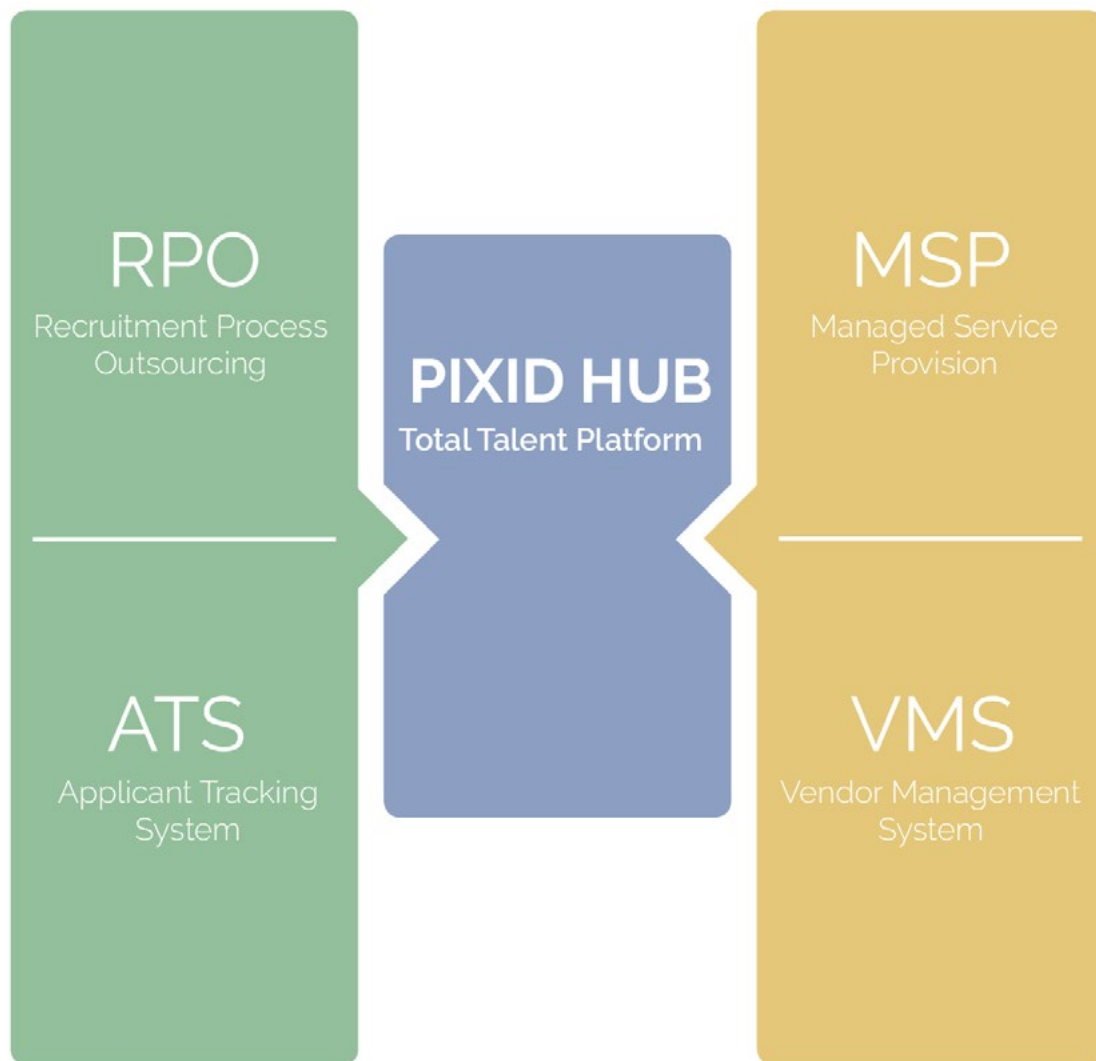 RPO
Recruitment Process
Outsourcing
ATS
Applicant Tracking
System
PIXID HUB
Total Talent Platform
MSP
Managed Service
Provision
VMS
Vendor Management
System